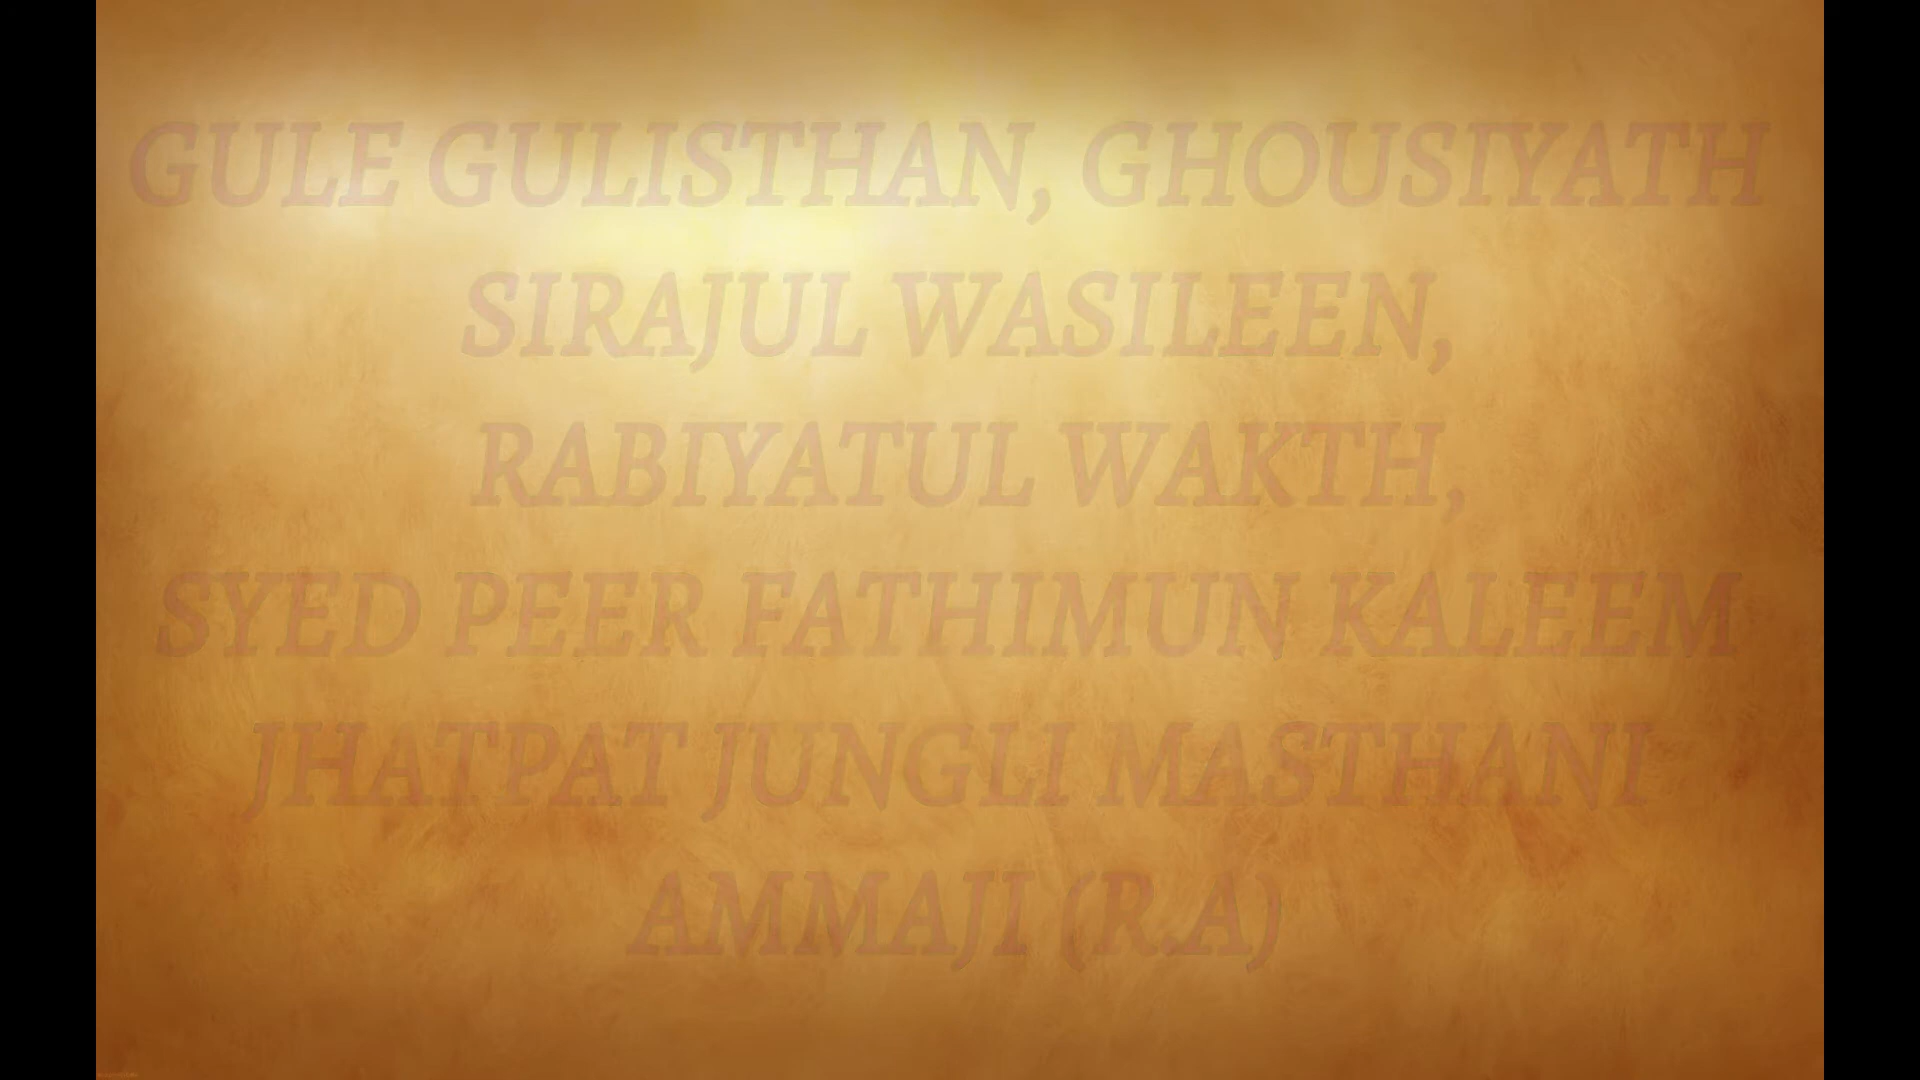 GULE GULISTHAN, GHOUSIYATH
SIRAJUL WASILEEN,
RABIYATUL WAKTH,
SYED PEER FATHIMUN KALEEM
JHATPAT JUNGLI MASTHANI
AMMAJI (R.A)